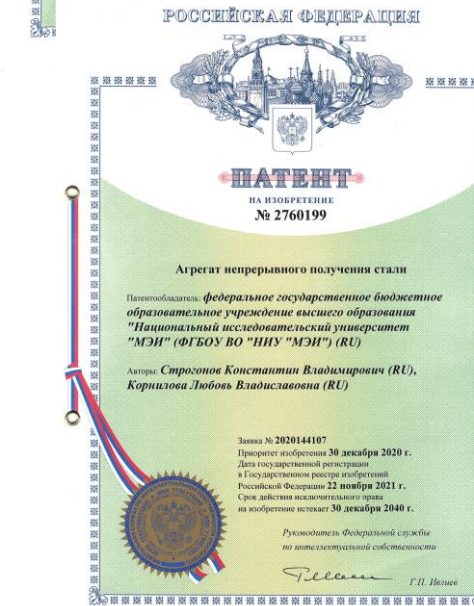 РОССИЙСКАЯ ФЕДЕРАЦИЯ
ПАТЕНТ
НА ИЗОБРЕТЕНИЕ
№ 2760199
Агрегат непрерывного получения стали
Патентообладатель: федеральное государственное бюджетное
образовательное учреждение высшего образования
"Национальный исследовательский университет
"МЭИ" (ФГБОУ ВО "НИУ "МЭИ") (RU)
Авторы: Строгонов Константин Владимирович (RU),
Корнилова Любовь Владиславовна (RU)
Заявка № 2020144107
Приоритет изобретения 30 декабря 2020 г.
Дата государственной регистрации
в Государственном реестре изобретений
Российской Федерации 22 ноября 2021 г.
Срок действия исключительного права
на изобретение истекает 30 декабря 2040 г.
Руководитель Федеральной службы
по интеллектуальной собственности
Г.П. Ивлиев